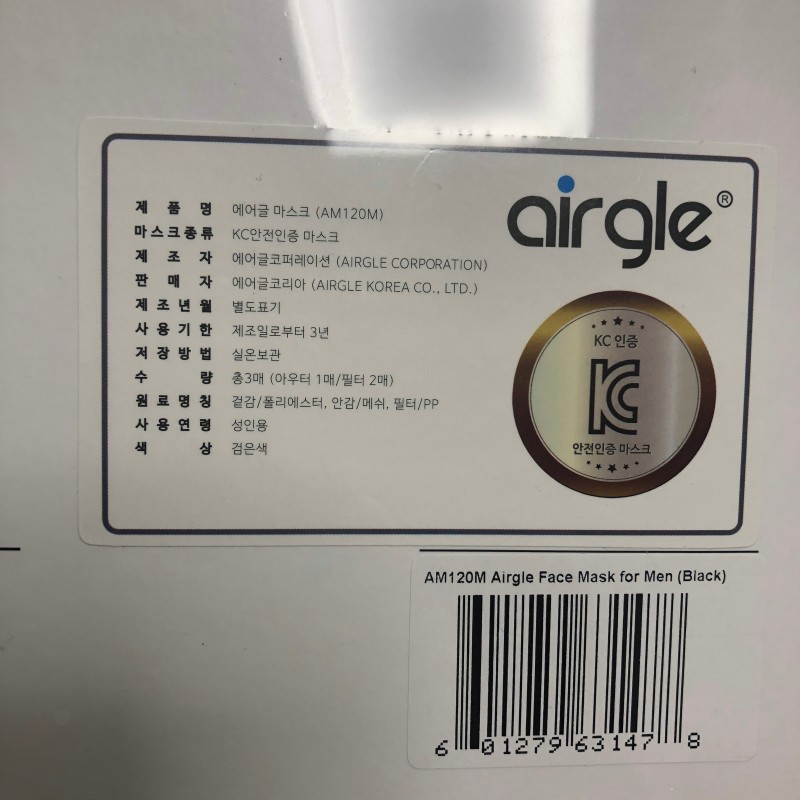 제 품 명 에어글 마스크 (AM120M)
마스크종류 KC안전인증 마스크
제 조 자 에어글코퍼레이션 (AIRGLE CORPORATION)
판 매 자 에어글코리아 (AIRGLE KOREA CO., LTD.)
제조년월 별도표기
사용기한 제조일로부터 3년
저장방법 실온보관
수 량 총3매 (아우터 1매/필터 2매)
원료명칭 겉감/폴리에스터, 안감/메쉬, 필터/PP
사용연령 성인용
색 상 검은색
airgle®
KC 인증
KC
안전인증 마스크
AM120M Airgle Face Mask for Men (Black)
6 01279 63147 8